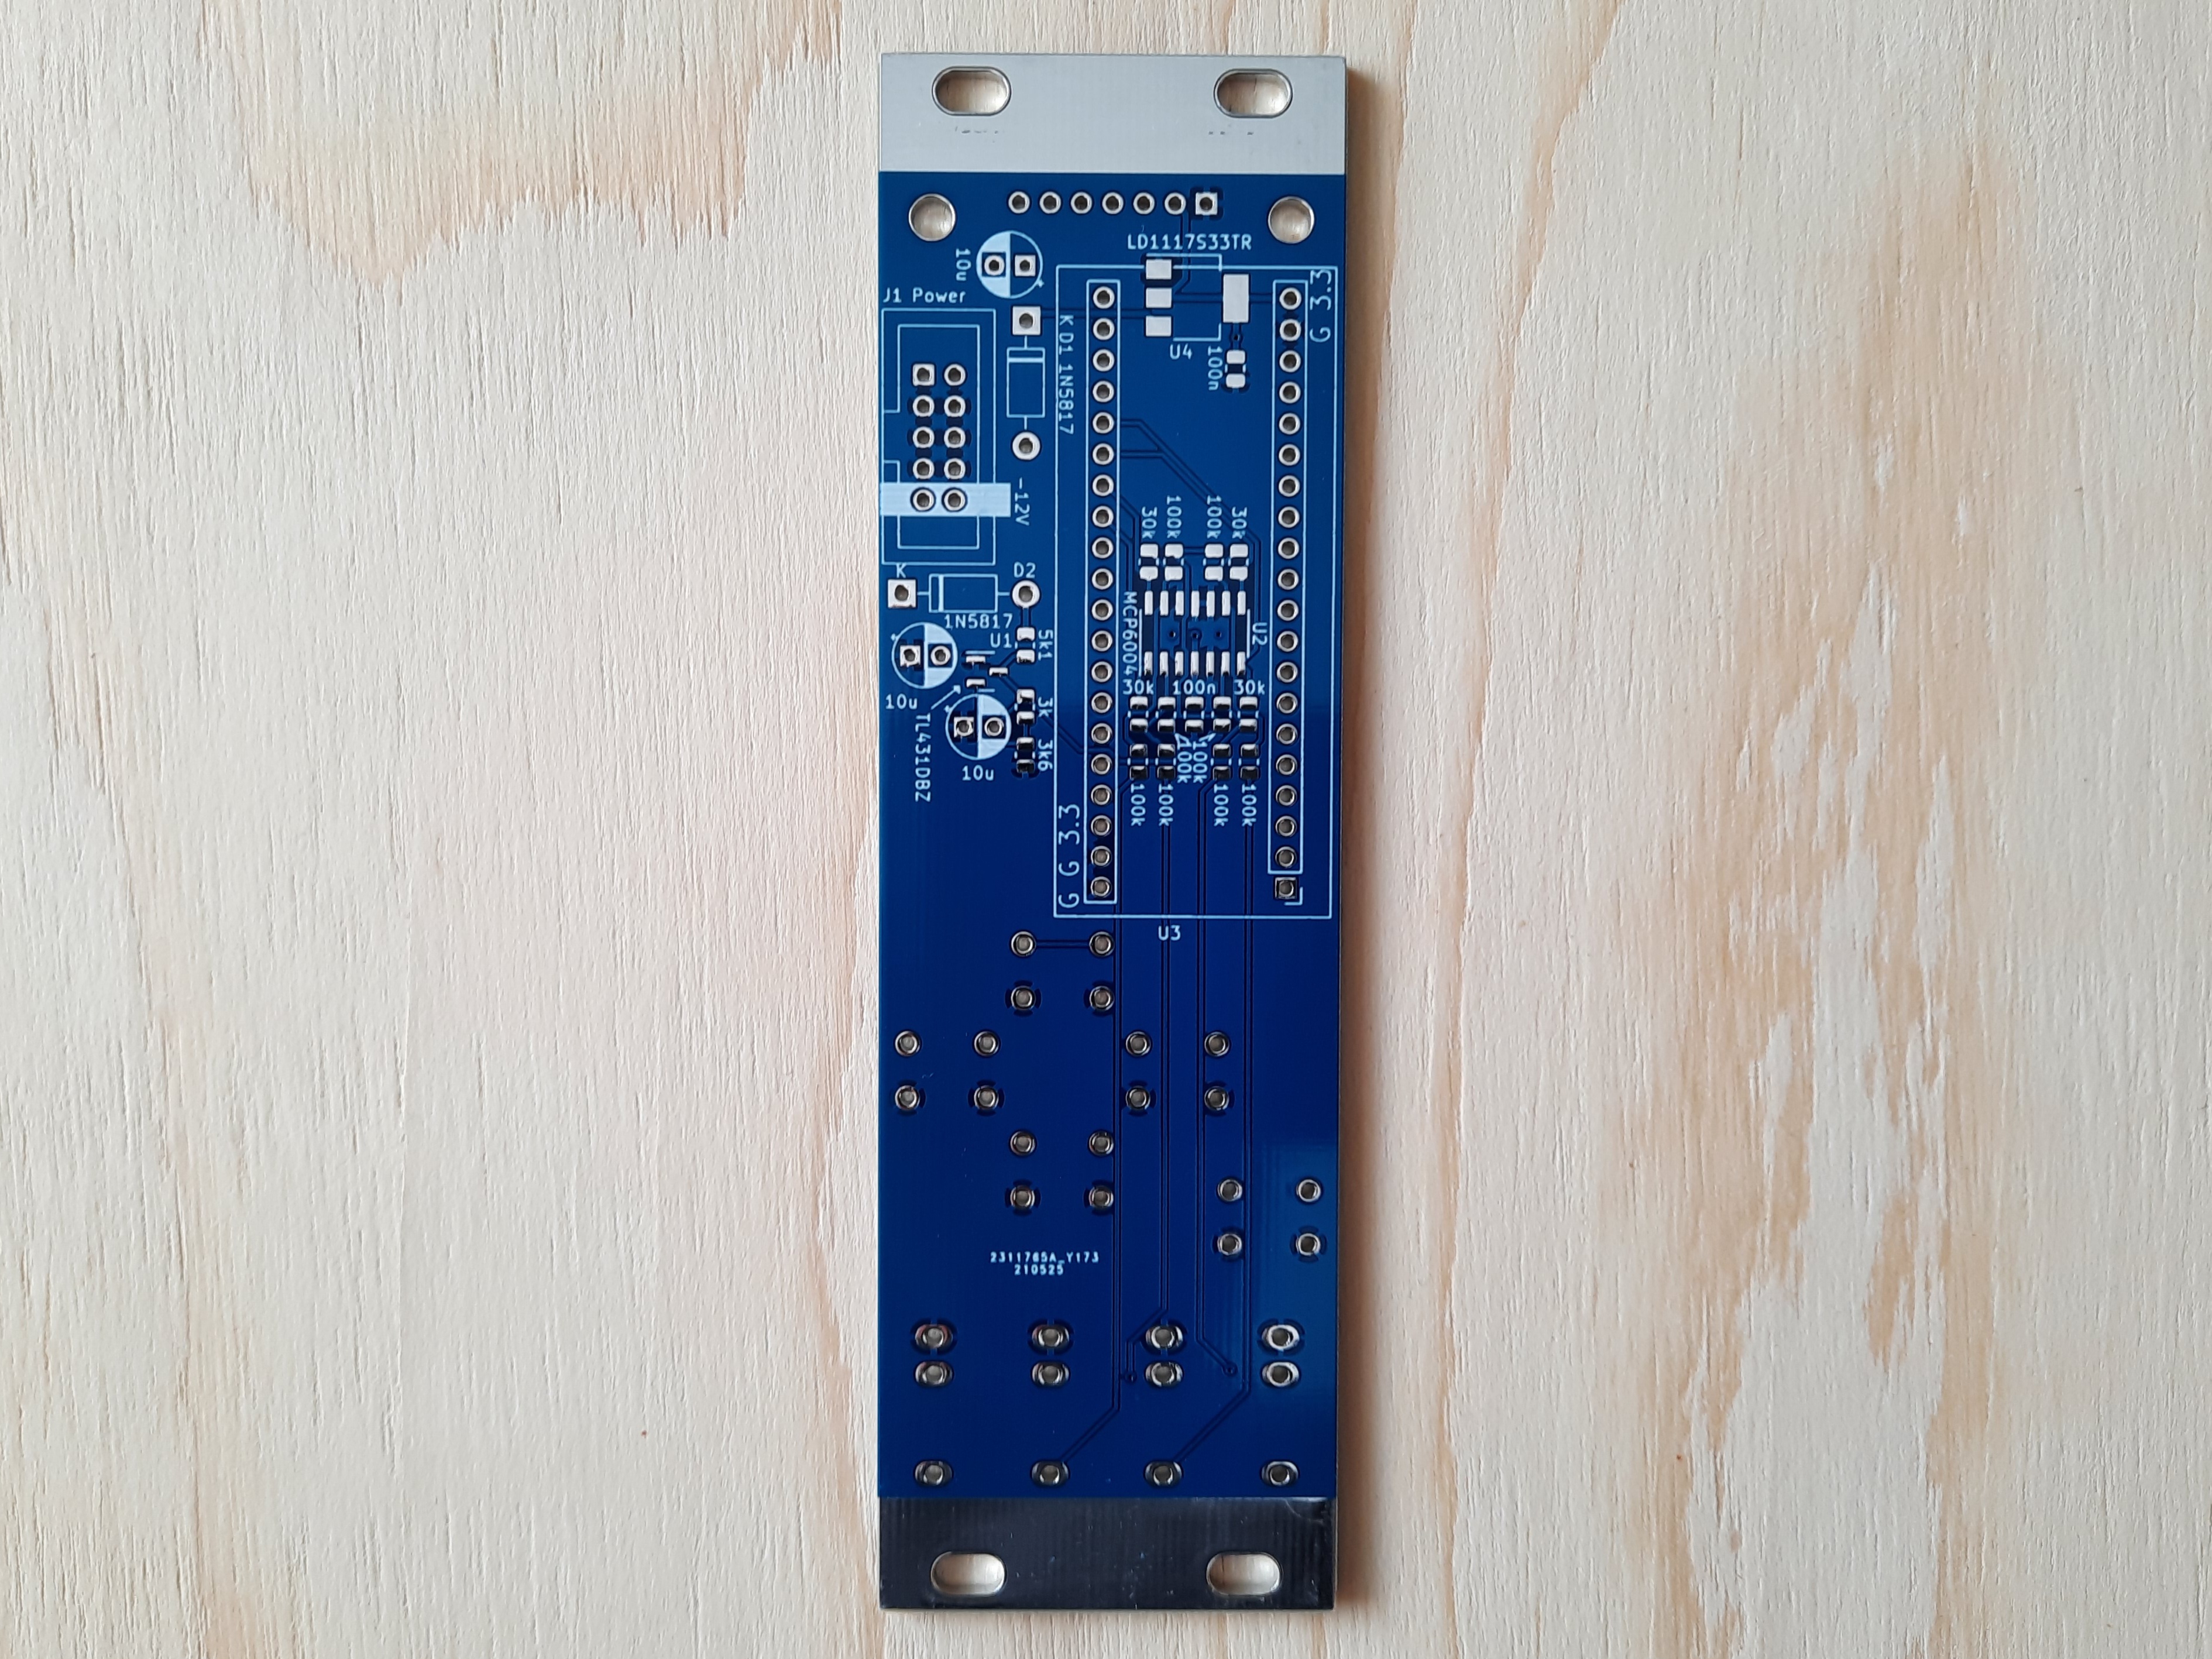 LD1117S33TR
10u
J1 Power
G 3.3
K D1 1N5817
U4
100n
-12V
30k
100k
100k
30k
K
D2
1N5817
U1
5k1
MCP6004
U2
10u
TL431DBZ
3k
30k
100n
30k
10u
3k6
100k
100k
100k
100k
100k
100k
G G 3.3
U3
2311765A_Y173
210525